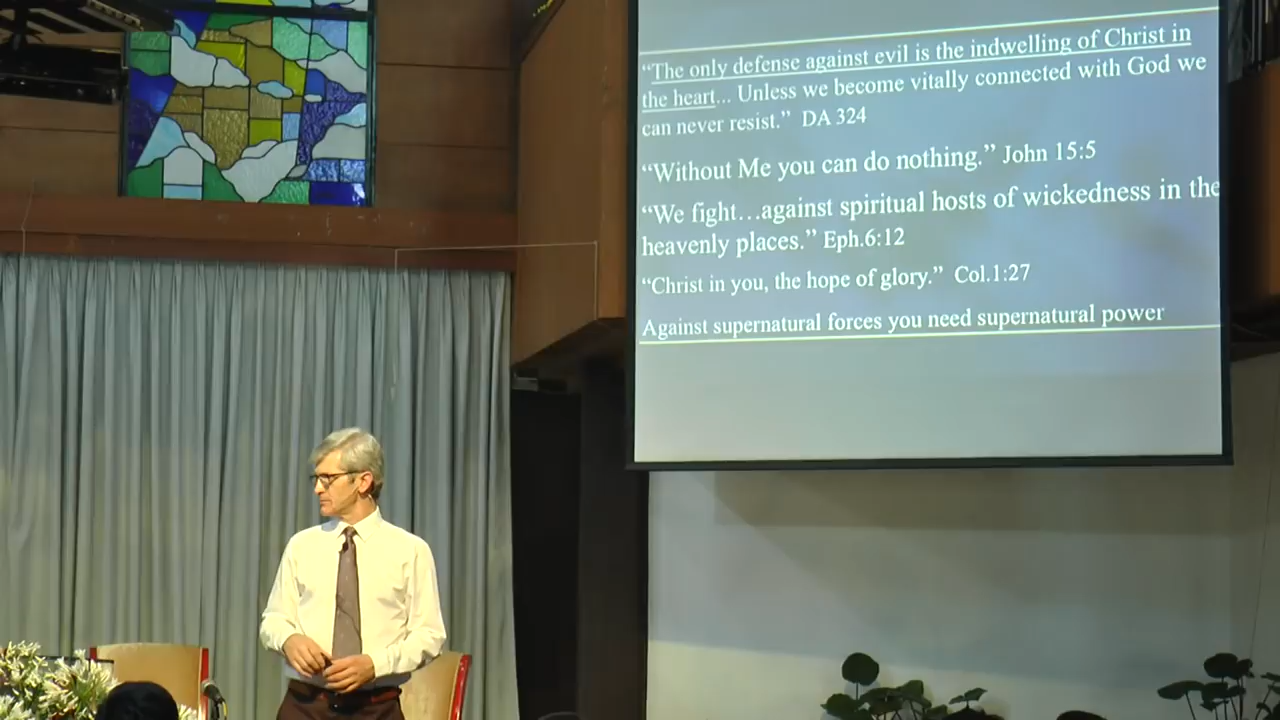 “The only defense against evil is the indwelling of Christ in
the heart... Unless we become vitally connected with God we
can never resist.” DA 324
“Without Me you can do nothing.” John 15:5
“We fight…against spiritual hosts of wickedness in the
heavenly places.” Eph.6:12
“Christ in you, the hope of glory.” Col.1:27
Against supernatural forces you need supernatural power